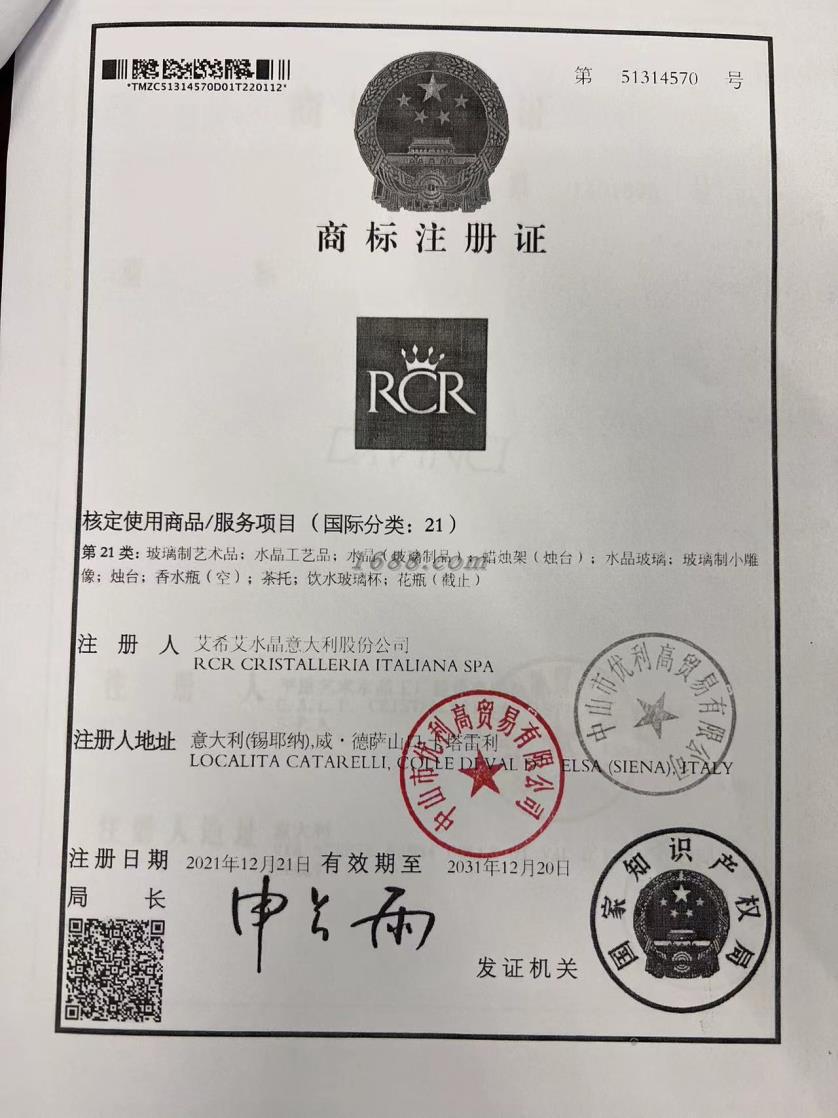 *TMZC51314570D01T220112*
第 51314570 号
商标注册证
RCR
核定使用商品/服务项目（国际分类：21）
第 21 类：玻璃制艺术品；水晶工艺品；水晶（玻璃制品）；蜡烛架（烛台）；水晶玻璃；玻璃制小雕
像；烛台；香水瓶（空）；茶托；饮水玻璃杯；花瓶（截止）
1688.com
注 册 人 艾希艾水晶意大利股份公司
RCR CRISTALLERIA ITALIANA SPA
中山市优利高贸易有限公司
注册人地址 意大利(锡耶纳),威·德萨山口卡塔雷利
LOCALITA CATARELLI, COLLE DI VAL D' ELSA (SIENA), ITALY
中山市优利高贸易有限公司
注册日期 2021年12月21日 有效期至 2031年12月20日
局 长 申长雨
发证机关
国家知识产权局